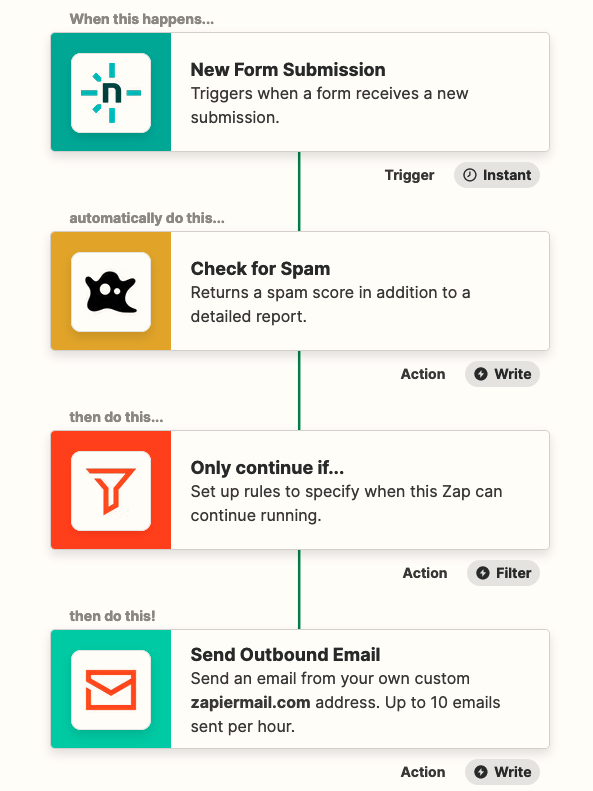 When this happens...
New Form Submission
Triggers when a form receives a new
submission.
Trigger
Instant
automatically do this...
Check for Spam
Returns a spam score in addition to a
detailed report.
Action
Write
then do this...
Only continue if...
Set up rules to specify when this Zap can
continue running.
Action
Filter
then do this!
Send Outbound Email
Send an email from your own custom
zapiermail.com address. Up to 10 emails
sent per hour.
Action
Write